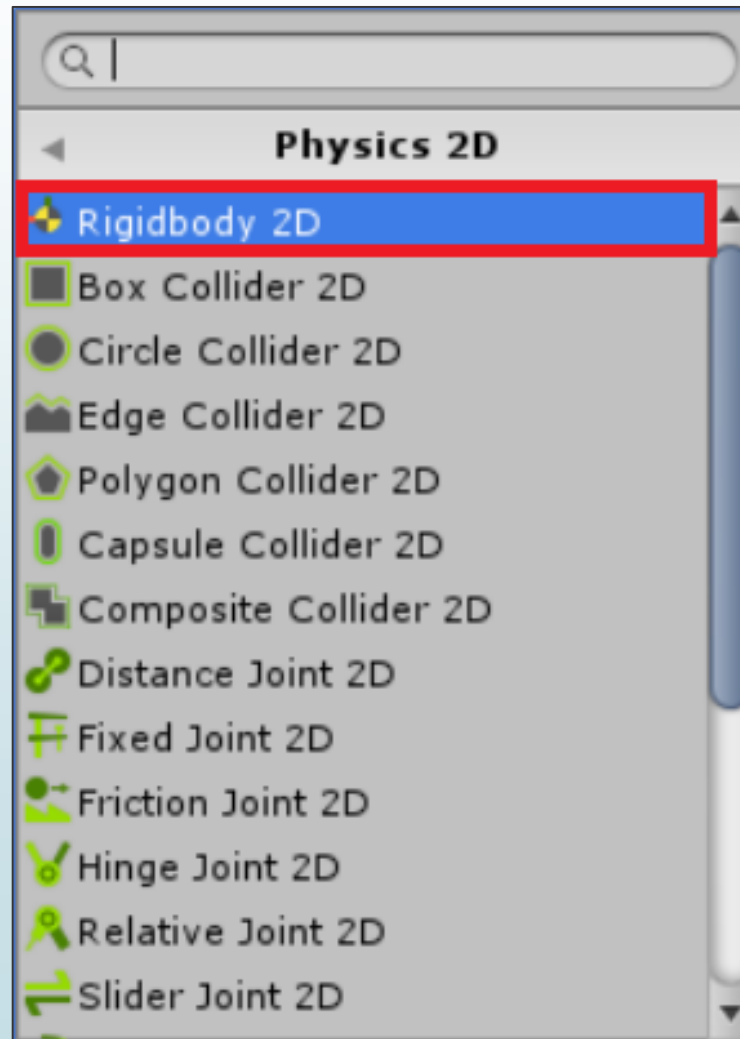 Physics 2D
Rigidbody 2D
Box Collider 2D
Circle Collider 2D
Edge Collider 2D
Polygon Collider 2D
Capsule Collider 2D
Composite Collider 2D
Distance Joint 2D
Fixed Joint 2D
Friction Joint 2D
Hinge Joint 2D
Relative Joint 2D
Slider Joint 2D